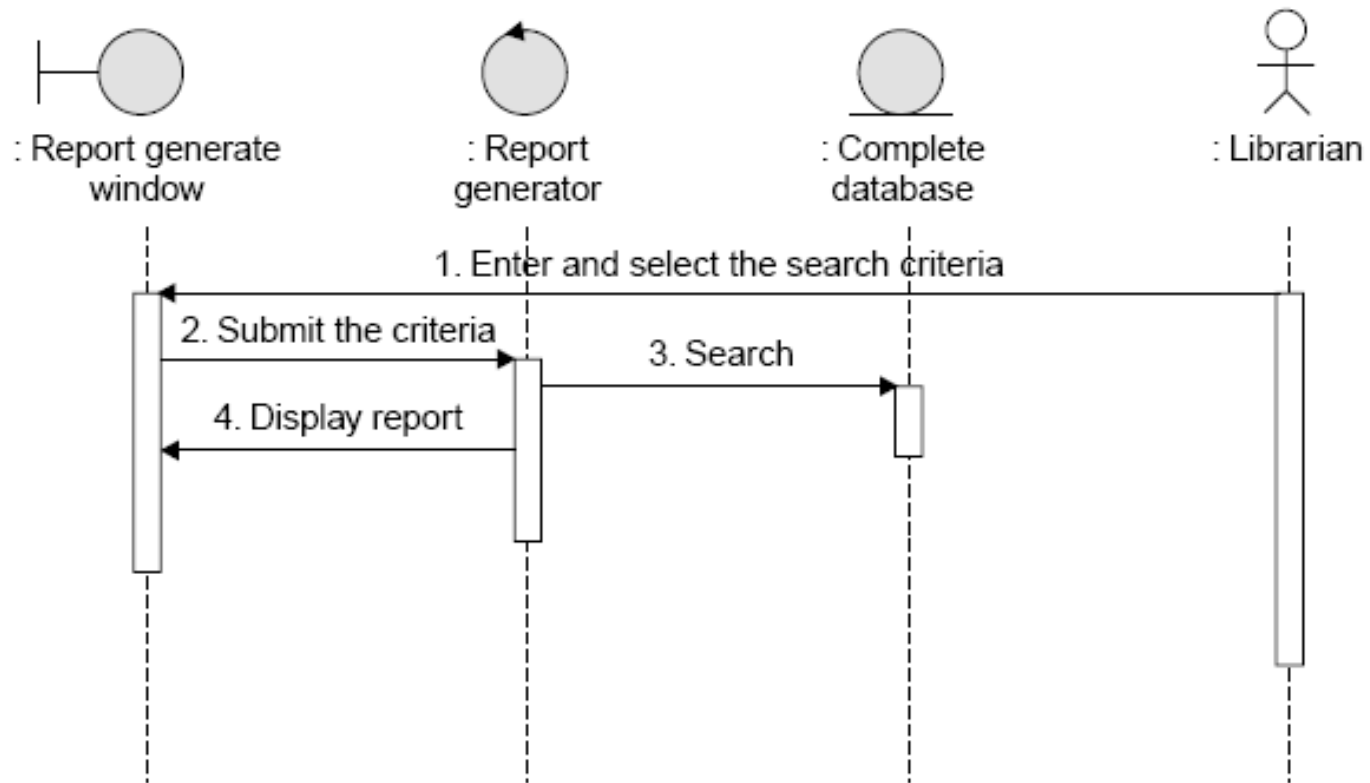 : Report generate
window
: Report
generator
: Complete
database
: Librarian
1. Enter and select the search criteria
2. Submit the criteria
3. Search
4. Display report